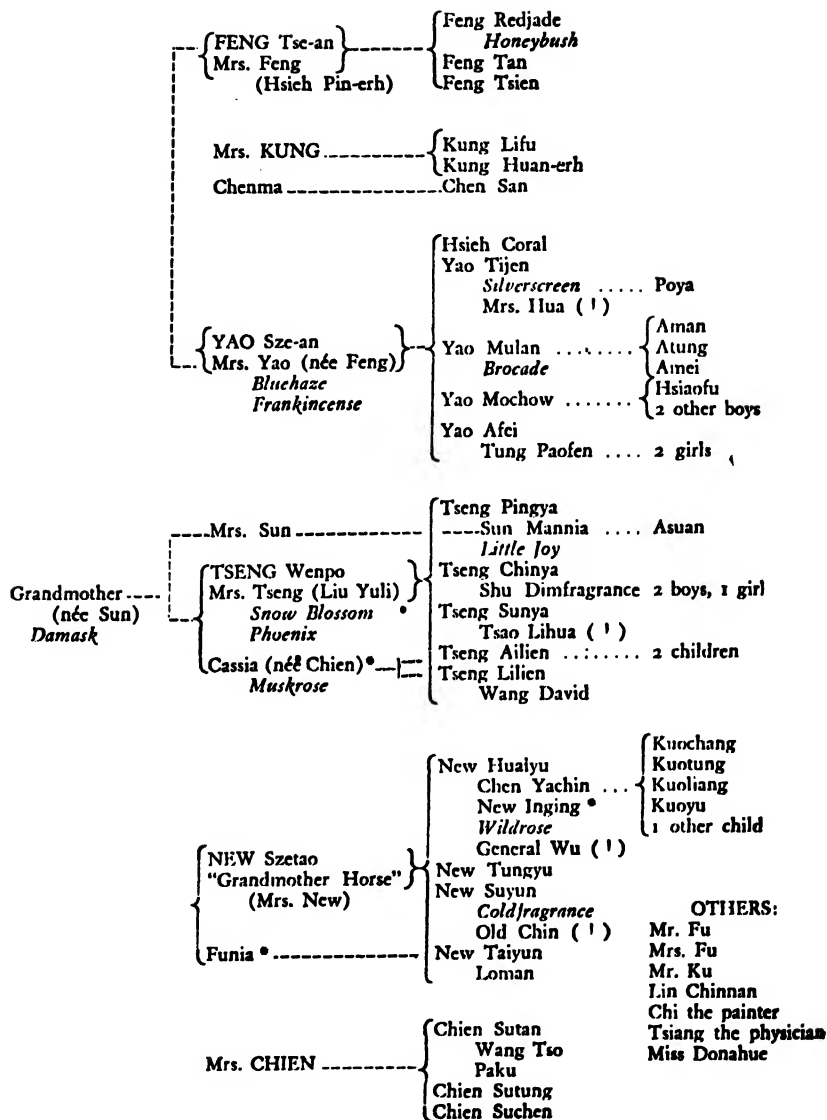 FENG Tse-an
Mrs. Feng
(Hsieh Pin-erh)
Feng Redjade
Honeybush
Feng Tan
Feng Tsien
Mrs. KUNG
Kung Lifu
Kung Huan-erh
Chenma
Chen San
YAO Sze-an
Mrs. Yao (née Feng)
Bluehaze
Frankincense
Hsieh Coral
Yao Tijen
Silverscreen ..... Poya
Mrs. Hua (!)
Yao Mulan
Brocade
Aman
Atung
Amei
Yao Mochow .......
Hsiaofu
2 other boys
Yao Afei
Tung Paofen .... 2 girls
Grandmother
(née Sun)
Damask
Mrs. Sun
TSENG Wenpo
Mrs. Tseng (Liu Yuli)
Snow Blossom •
Phoenix
Cassia (née Chien) •
Muskrose
Tseng Pingya
Sun Mannia .... Asuan
Little Joy
Tseng Chinya
Shu Dimfragrance 2 boys, 1 girl
Tseng Sunya
Tsao Lihua (!)
Tseng Ailien ..:..... 2 children
Tseng Lilien
Wang David
NEW Szetao
"Grandmother Horse"
(Mrs. New)
Funia •
New Huaiyu
Chen Yachin ...
New Inging •
Wildrose
General Wu (!)
Kuochang
Kuotung
Kuoliang
Kuoyu
1 other child
New Tungyu
New Suyun
Coldfragrance
Old Chin (!)
New Taiyun
Loman
Mrs. CHIEN
Chien Sutan
Wang Tso
Paku
Chien Sutung
Chien Suchen
OTHERS:
Mr. Fu
Mrs. Fu
Mr. Ku
Lin Chinnan
Chi the painter
Tsiang the physician
Miss Donahue